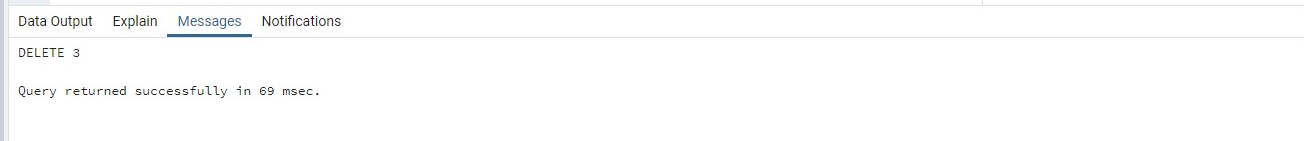 Data Output Explain Messages Notifications
DELETE 3
Query returned successfully in 69 msec.